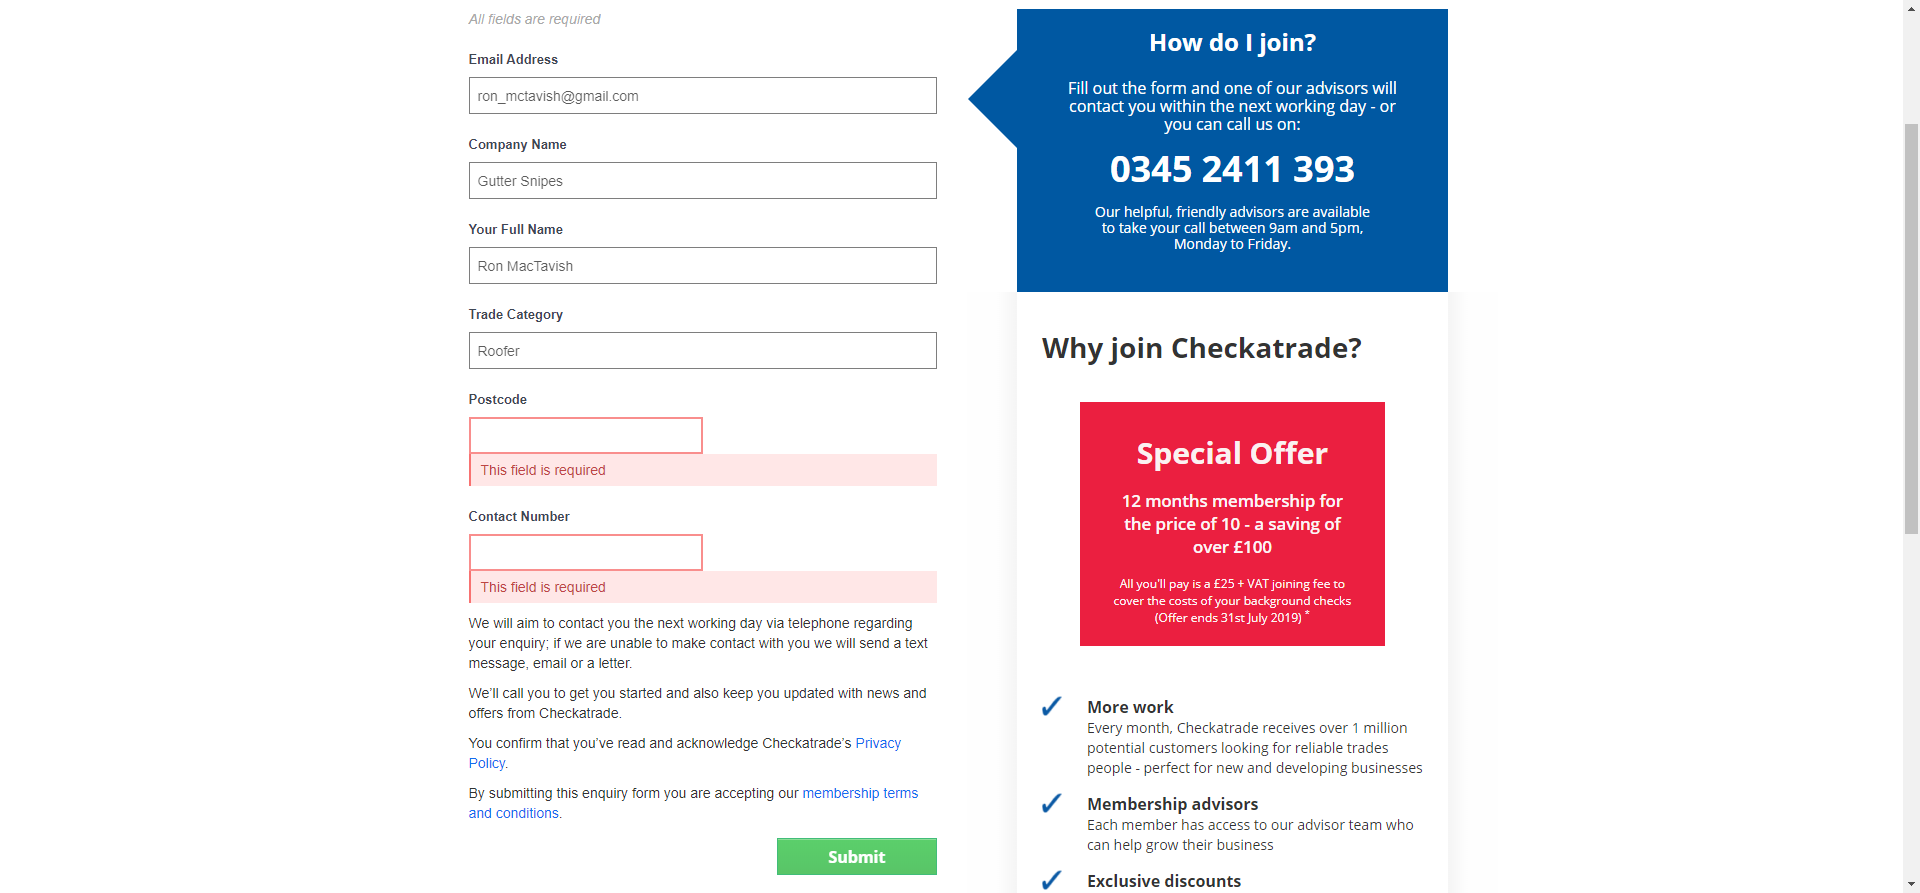 All fields are required
Email Address
ron_mctavish@gmail.com
Company Name
Gutter Snipes
Your Full Name
Ron MacTavish
Trade Category
Roofer
Postcode
This field is required
Contact Number
This field is required
We will aim to contact you the next working day via telephone regarding
your enquiry; if we are unable to make contact with you we will send a text
message, email or a letter.
We’ll call you to get you started and also keep you updated with news and
offers from Checkatrade.
You confirm that you’ve read and acknowledge Checkatrade’s Privacy
Policy.
By submitting this enquiry form you are accepting our membership terms
and conditions.
Submit
How do I join?
Fill out the form and one of our advisors will
contact you within the next working day - or
you can call us on:
0345 2411 393
Our helpful, friendly advisors are available
to take your call between 9am and 5pm,
Monday to Friday.
Why join Checkatrade?
Special Offer
12 months membership for
the price of 10 - a saving of
over £100
All you'll pay is a £25 + VAT joining fee to
cover the costs of your background checks
(Offer ends 31st July 2019) *
More work
Every month, Checkatrade receives over 1 million
potential customers looking for reliable trades
people - perfect for new and developing businesses
Membership advisors
Each member has access to our advisor team who
can help grow their business
Exclusive discounts